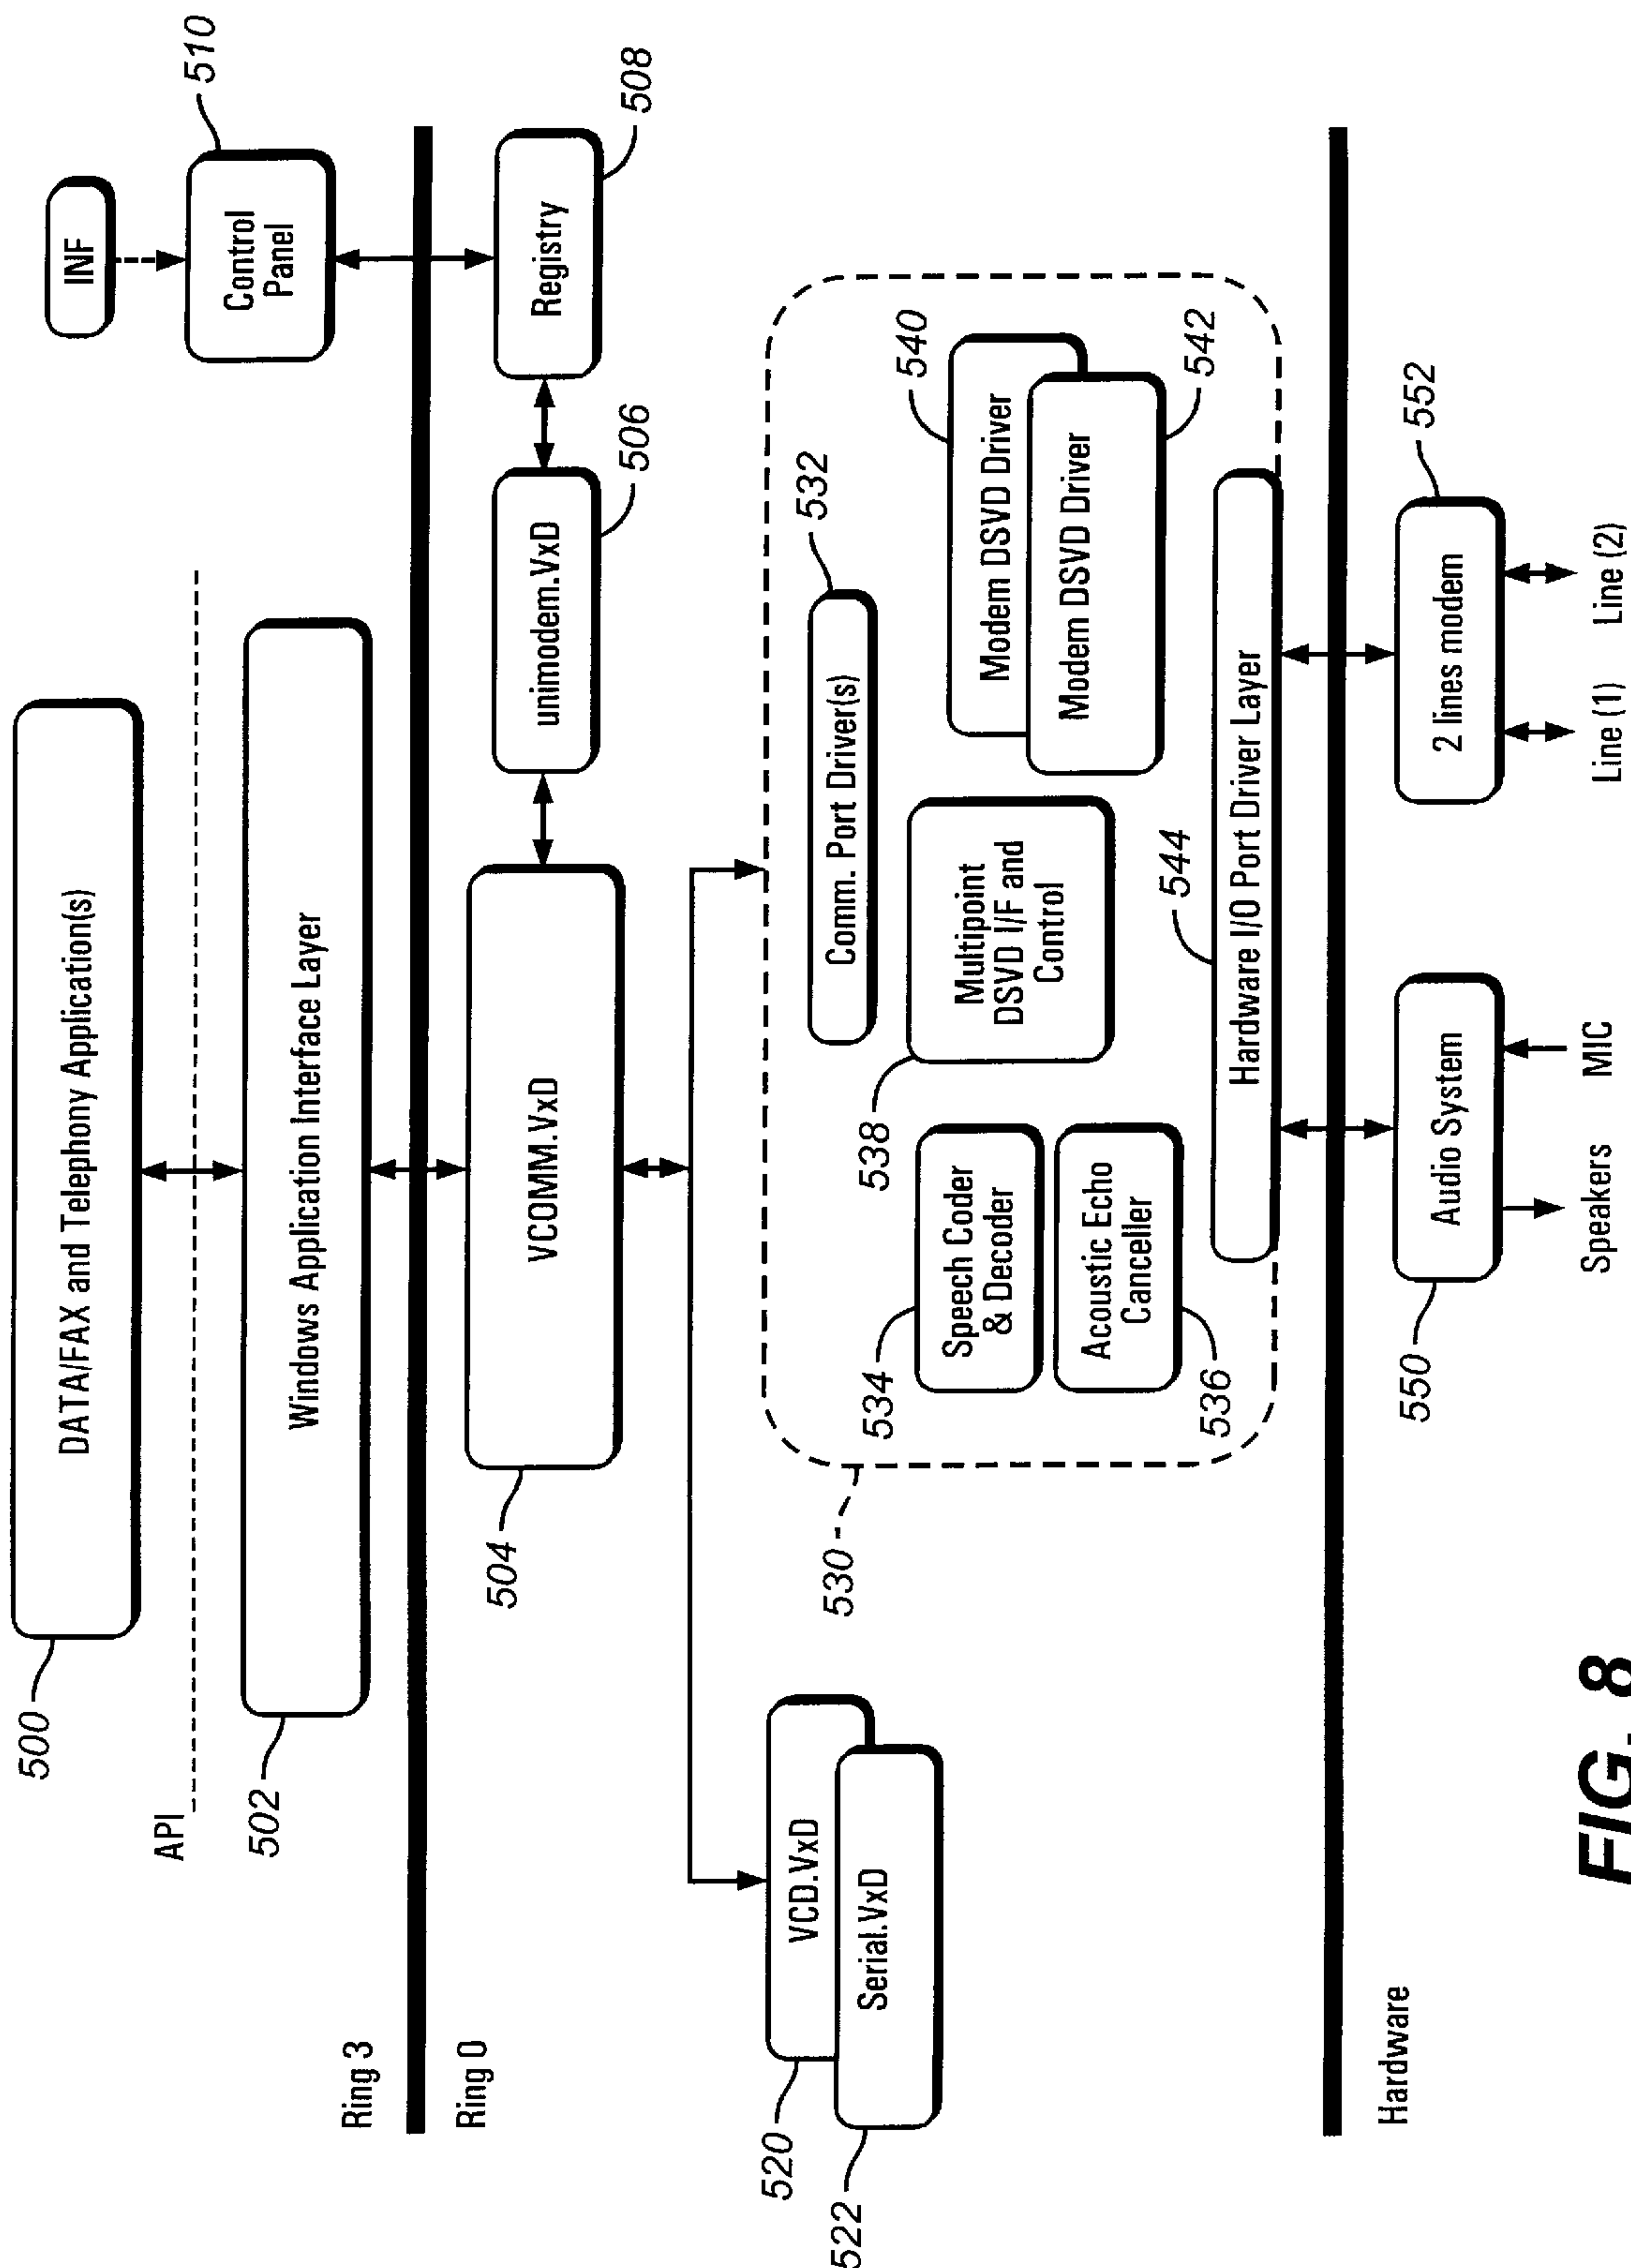 DATA/FAX and Telephony Application(s)
500
INF
API
Windows Application Interface Layer
502
Control
Panel
510
Ring 3
Ring 0
VCOMM.VxD
504
unimodem.VxD
506
Registry
508
VCD.VxD
520
Serial.VxD
522
530
Comm. Port Driver(s)
532
Speech Coder
& Decoder
534
Acoustic Echo
Canceller
536
Multipoint
DSVD I/F and
Control
538
Modem DSVD Driver
540
Modem DSVD Driver
542
Hardware I/O Port Driver Layer
544
Hardware
Audio System
550
2 lines modem
552
Speakers
MIC
Line (1)
Line (2)
FIG. 8